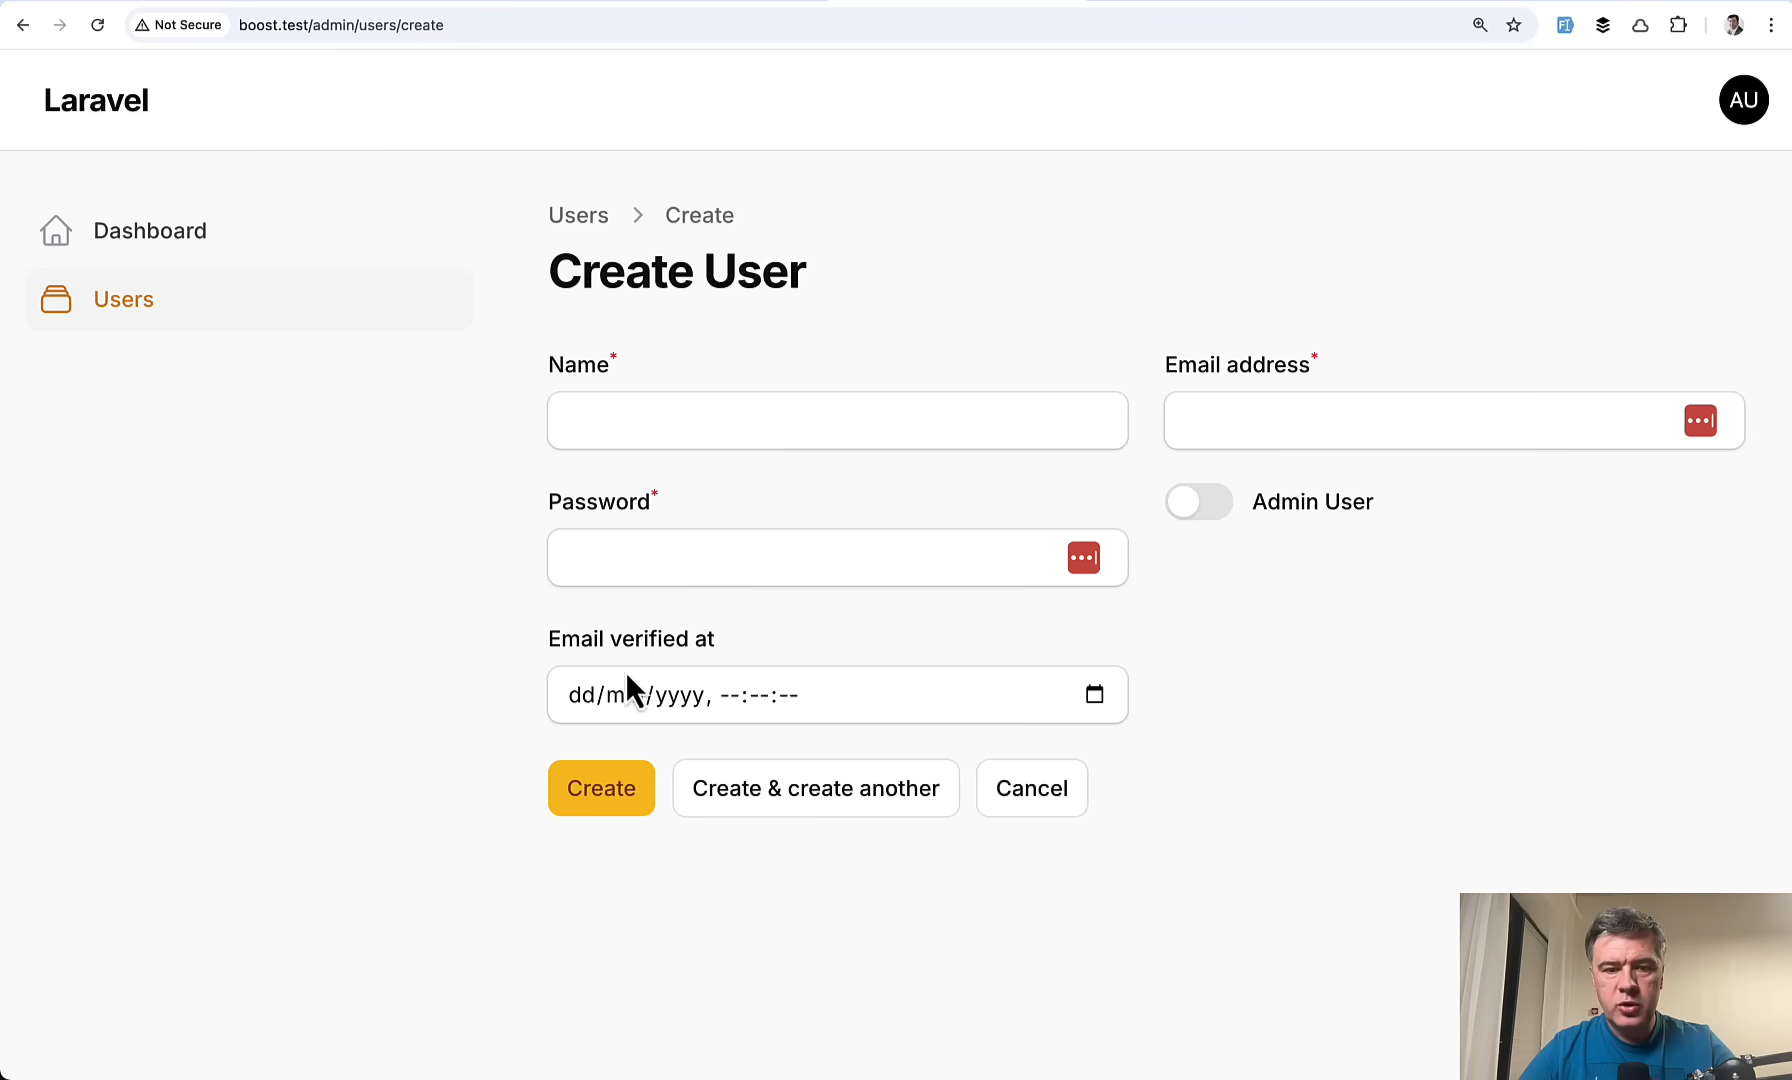 Not Secure boost.test/admin/users/create
Laravel
AU
Dashboard
Users
Users > Create
Create User
Name*
Email address*
Password*
Admin User
Email verified at
dd/m /yyyy, --:--:--
Create
Create & create another
Cancel